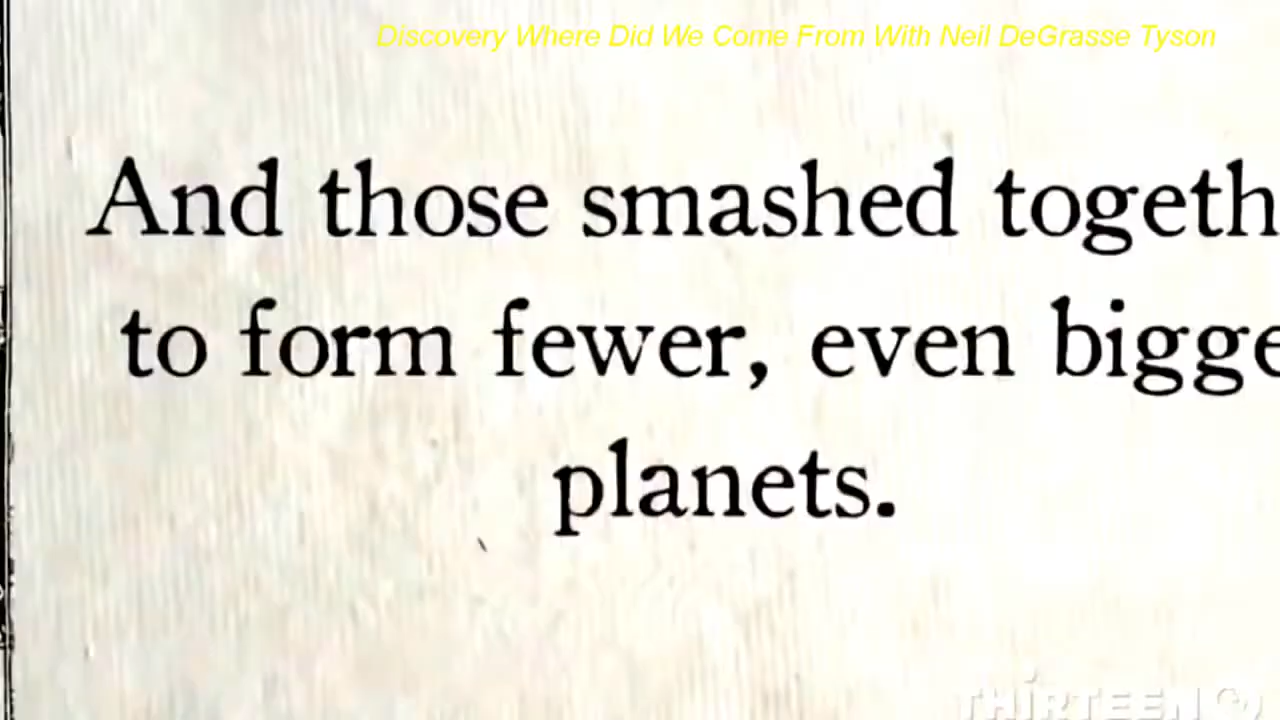 Discovery Where Did We Come From With Neil DeGrasse Tyson
And those smashed togeth
to form fewer, even bigge
planets.
THIRTEEN